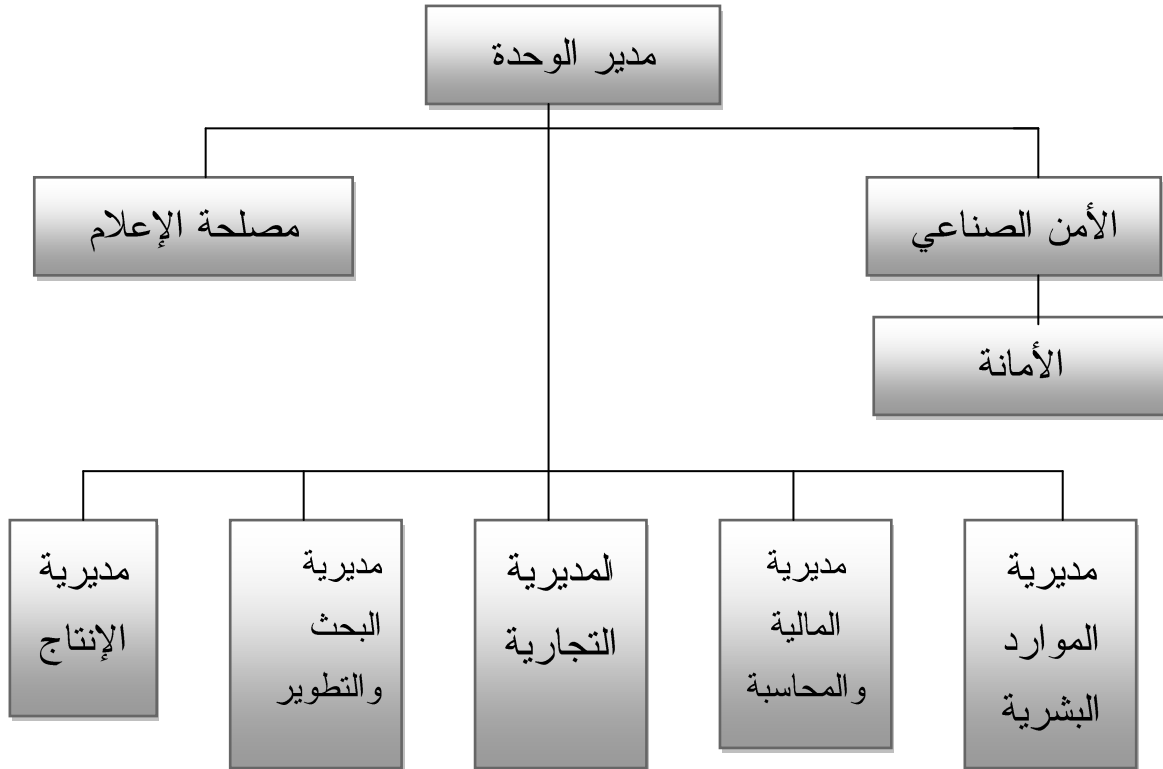 مدير الوحدة
الأمن الصناعي
مصلحة الإعلام
الأمانة
مديرية
الموارد
البشرية
مديرية
المالية
والمحاسبة
المديرية
التجارية
مديرية
البحث
والتطوير
مديرية
الإنتاج